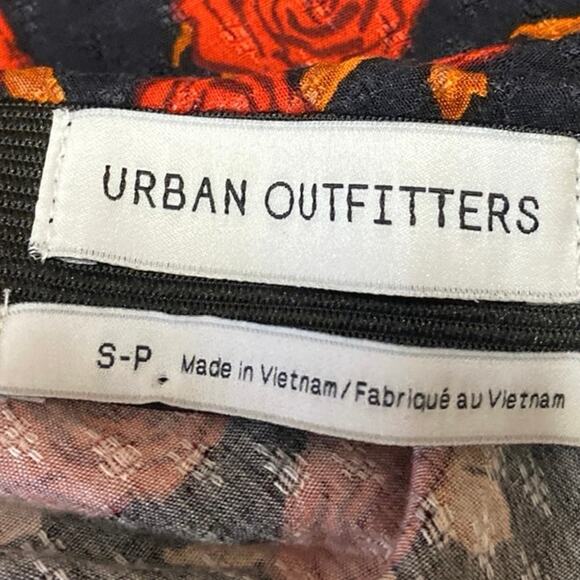 URBAN OUTFITTERS
S-P. Made in Vietnam/Fabriqué au Vietnam